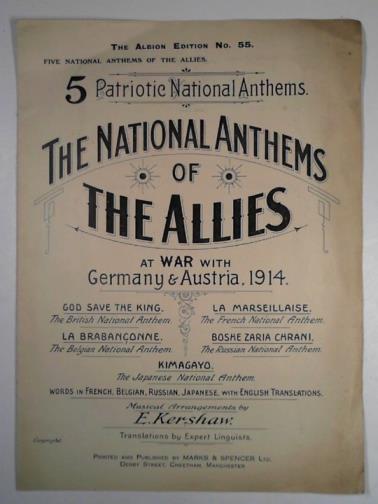 The Albion Edition No. 55.
FIVE NATIONAL ANTHEMS OF THE ALLIES.
5 Patriotic National Anthems.
THE NATIONAL ANTHEMS
OF
THE ALLIES
AT WAR WITH
Germany & Austria, 1914.
GOD SAVE THE KING. LA MARSEILLAISE.
The British National Anthem. The French National Anthem.
LA BRABANÇONNE. BOSHE ZARIA CHRANI.
The Belgian National Anthem. The Russian National Anthem.
KIMAGAYO.
The Japanese National Anthem.
WORDS IN FRENCH, BELGIAN, RUSSIAN, JAPANESE, WITH ENGLISH TRANSLATIONS.
Musical Arrangements by
E. Kershaw.
Copyright. Translations by Expert Linguists.
PRINTED AND PUBLISHED BY MARKS & SPENCER LTD.
DERBY STREET, CHEETHAM, MANCHESTER